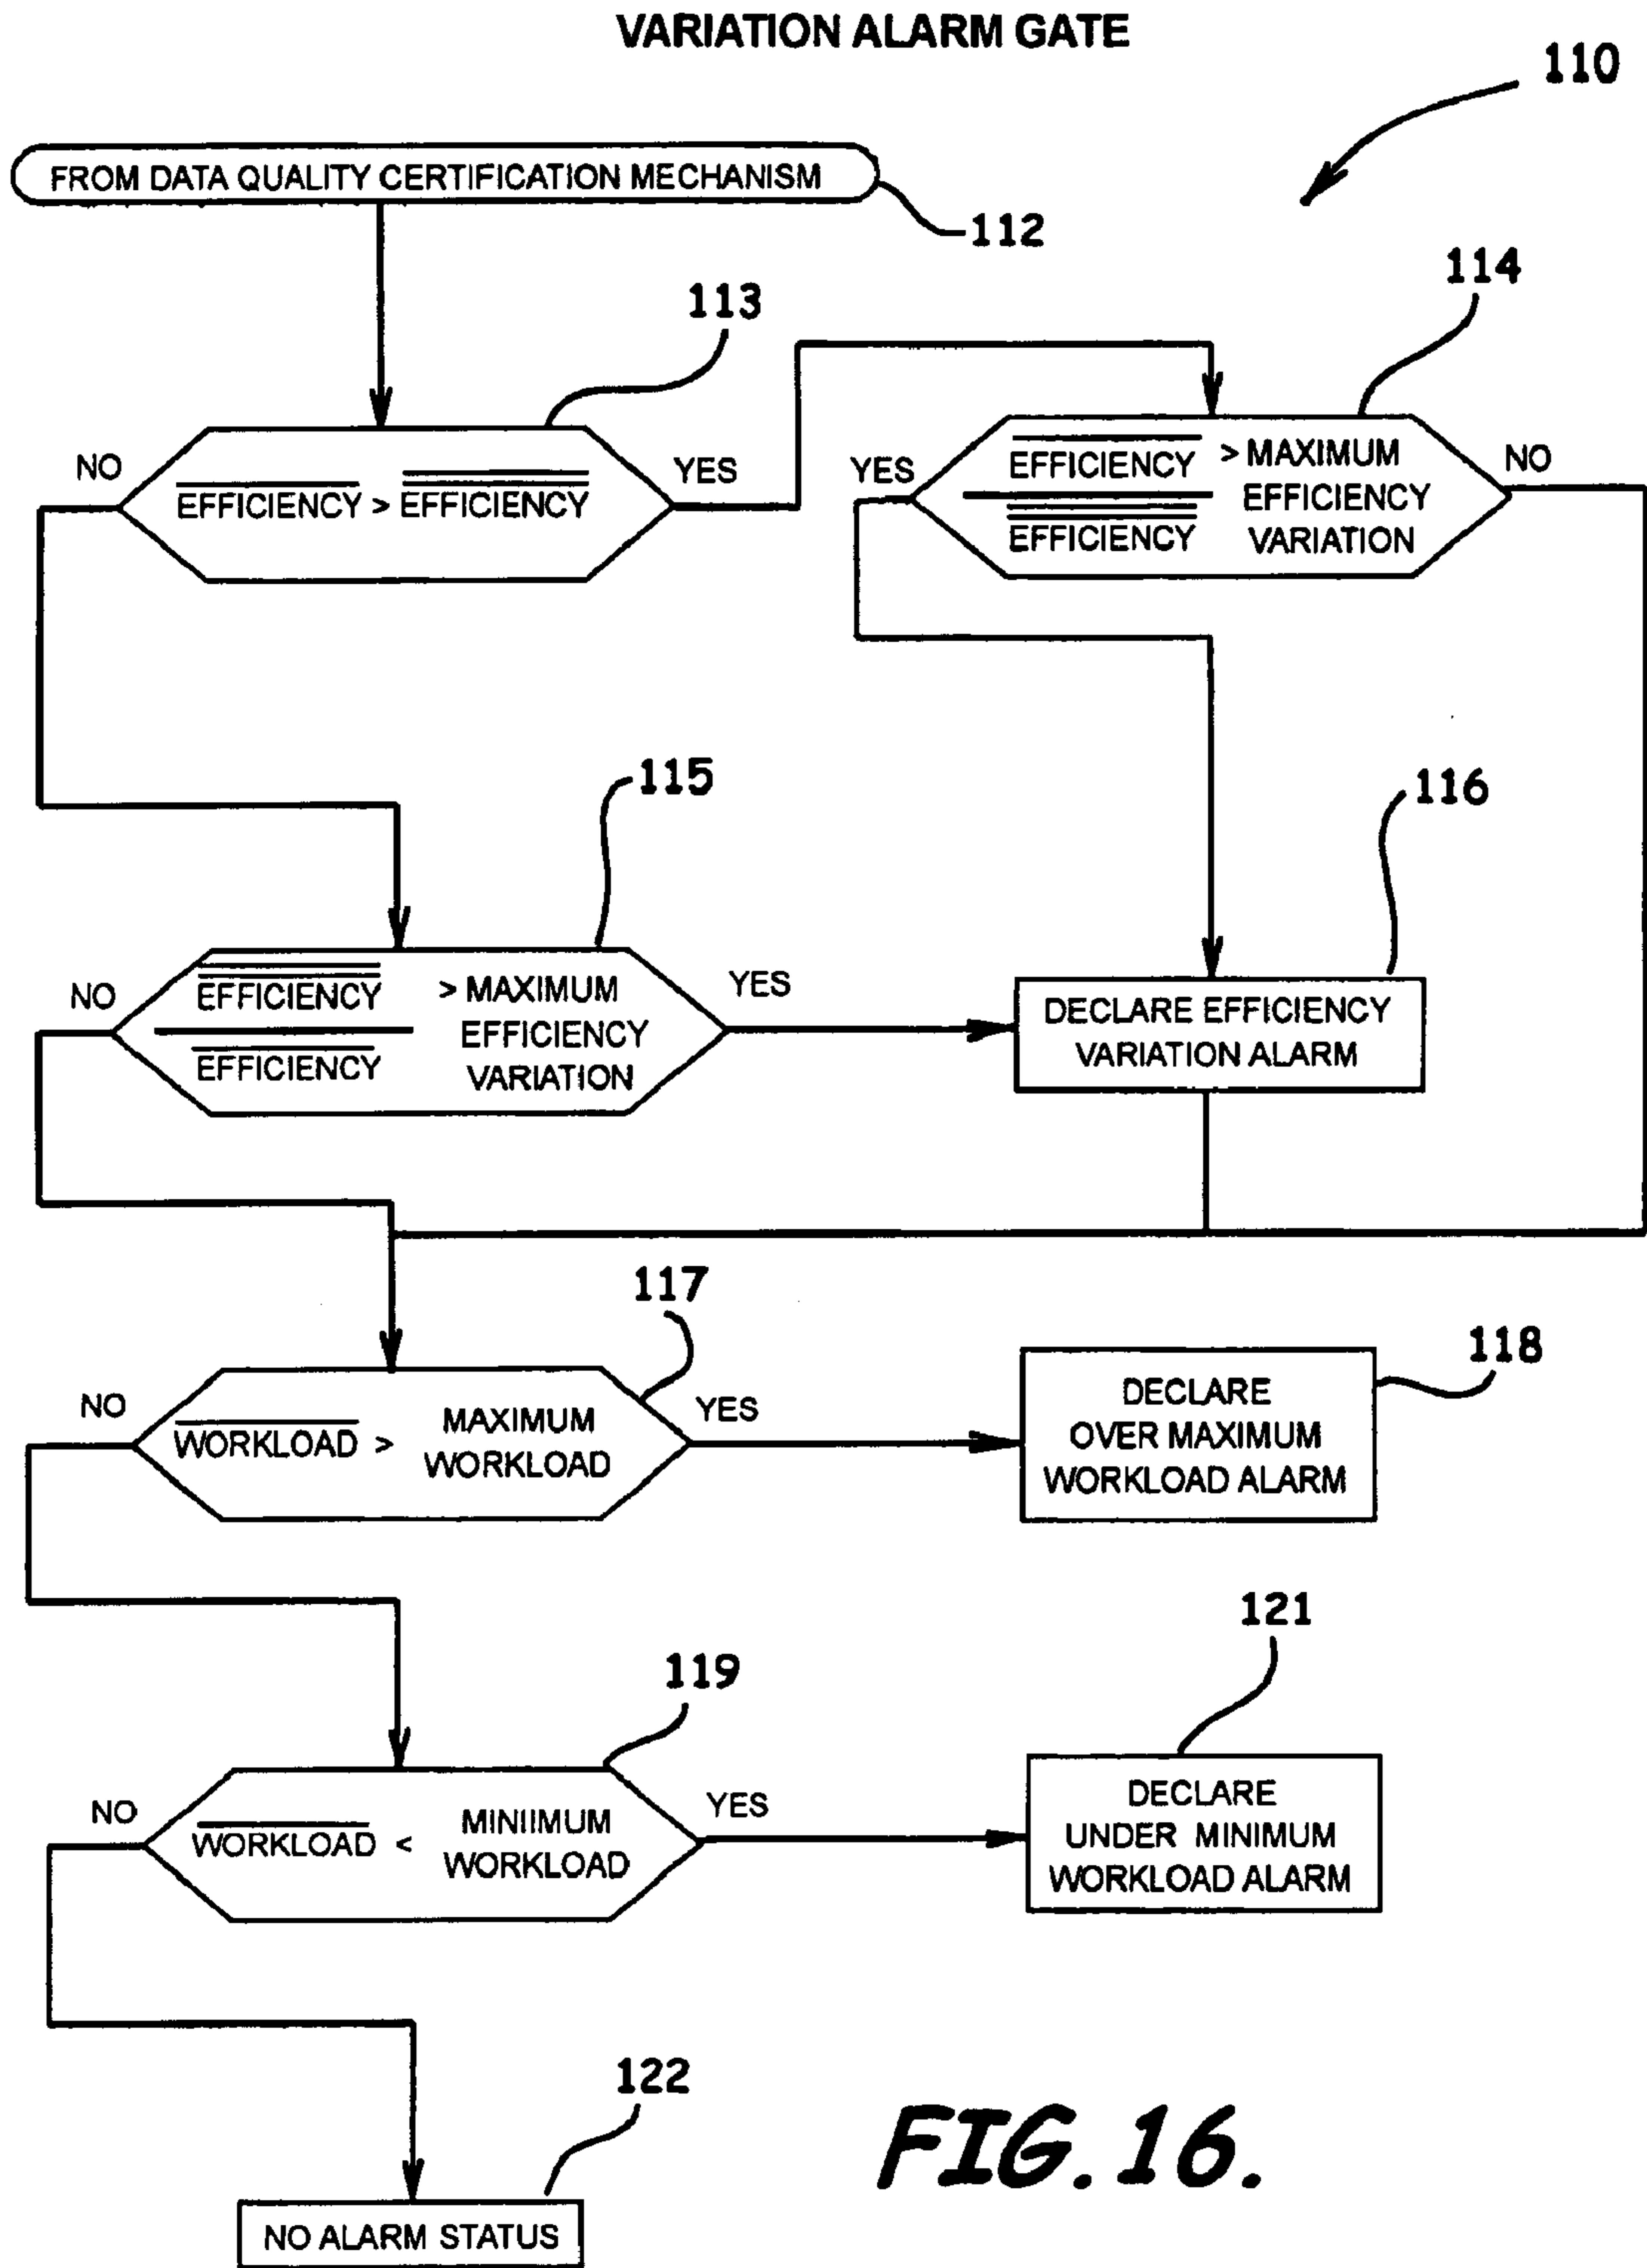 VARIATION ALARM GATE
110
FROM DATA QUALITY CERTIFICATION MECHANISM
112
113
114
NO
EFFICIENCY > EFFICIENCY
YES
YES
EFFICIENCY > MAXIMUM
EFFICIENCY
EFFICIENCY VARIATION
NO
115
116
NO
EFFICIENCY > MAXIMUM
EFFICIENCY
EFFICIENCY VARIATION
YES
DECLARE EFFICIENCY
VARIATION ALARM
117
118
NO
WORKLOAD > MAXIMUM
WORKLOAD
YES
DECLARE
OVER MAXIMUM
WORKLOAD ALARM
119
121
NO
WORKLOAD < MINIIMUM
WORKLOAD
YES
DECLARE
UNDER MINIMUM
WORKLOAD ALARM
122
NO ALARM STATUS
FIG. 16.